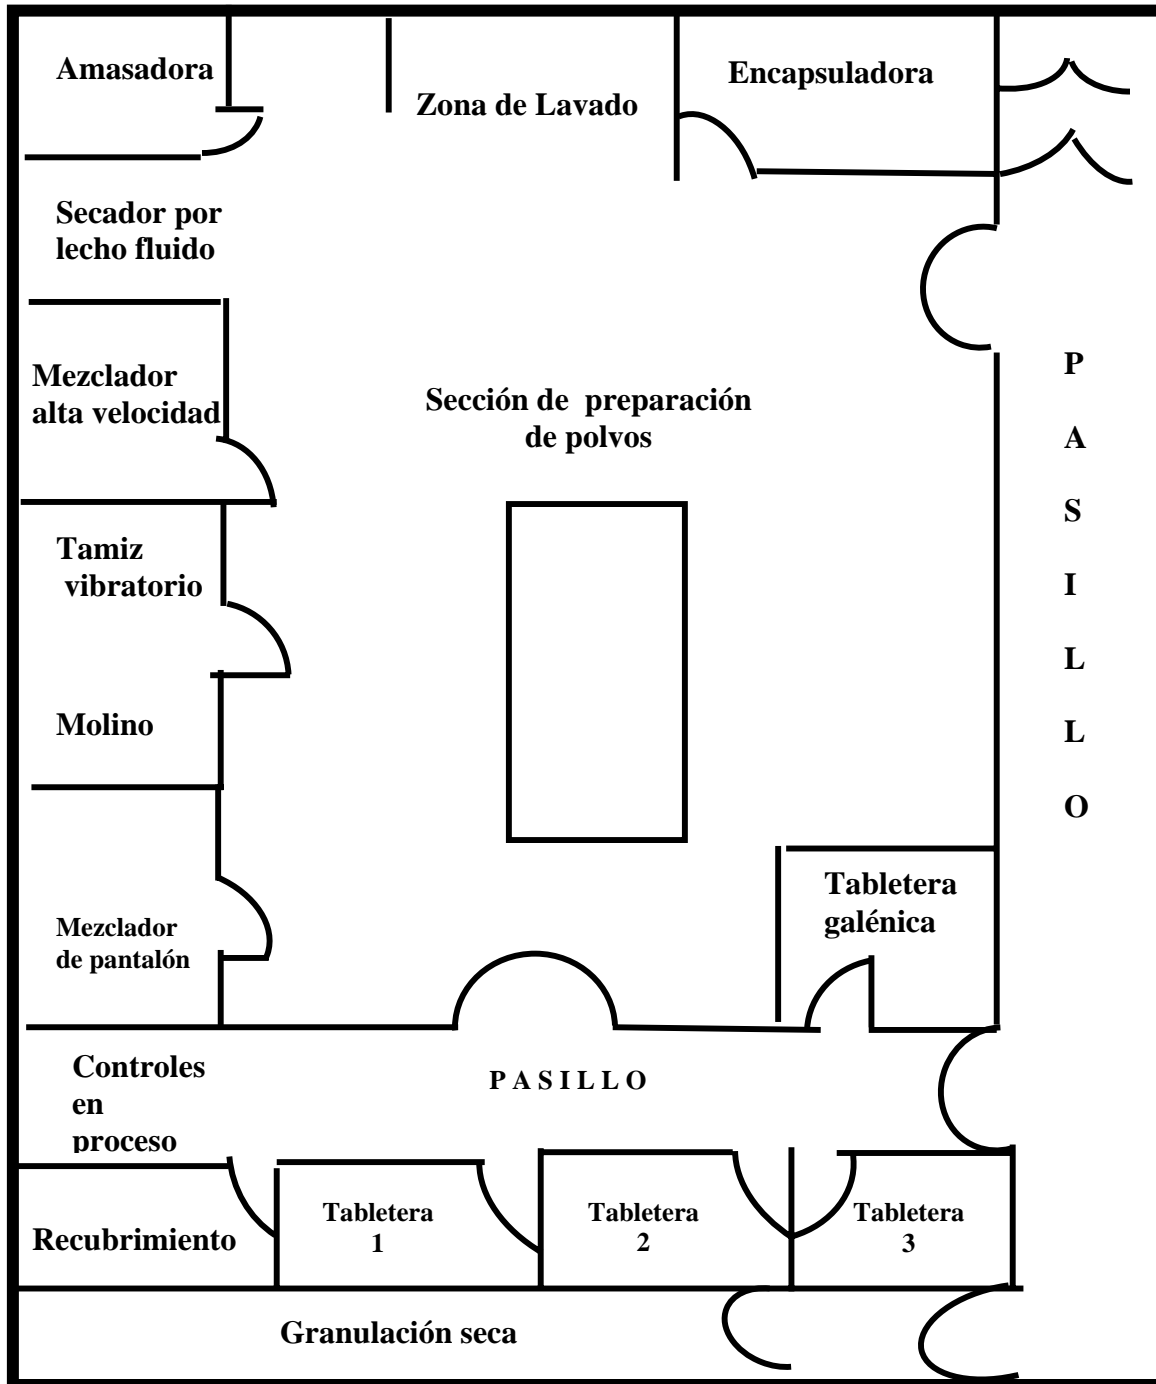 Amasadora
Zona de Lavado
Encapsuladora
Secador por
lecho fluido
Mezclador
alta velocidad
Sección de preparación
de polvos
P
A
S
I
L
L
O
Tamiz
vibratorio
Molino
Tabletera
galénica
Mezclador
de pantalón
Controles
en
proceso
P A S I L L O
Recubrimiento
Tabletera
1
Tabletera
2
Tabletera
3
Granulación seca